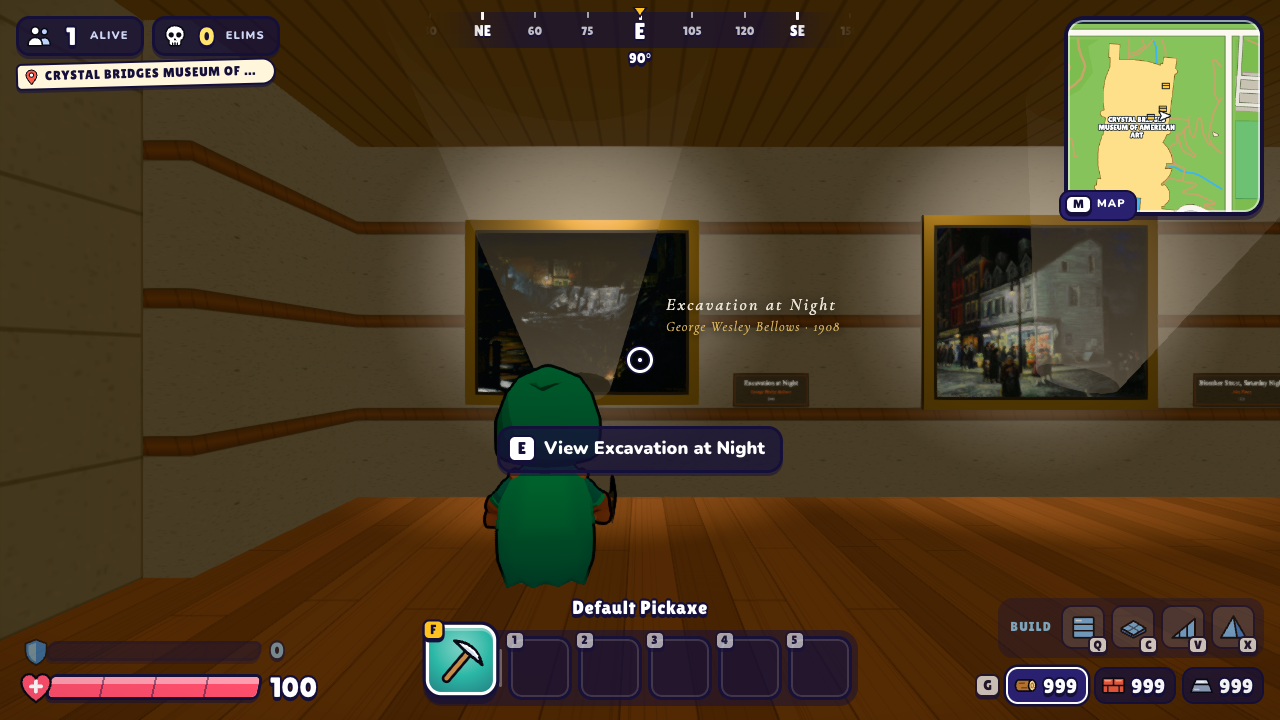 1 ALIVE
0 ELIMS
CRYSTAL BRIDGES MUSEUM OF ...
NE 60 75 E 105 120 SE
90°
CRYSTAL BR
MUSEUM OF AMERICAN
ART
M MAP
Excavation at Night
George Wesley Bellows · 1908
Excavation at Night
Bleecker Street, Saturday Nig
E View Excavation at Night
Default Pickaxe
F 1 2 3 4 5
0
100
BUILD Q C V X
G 999 999 999